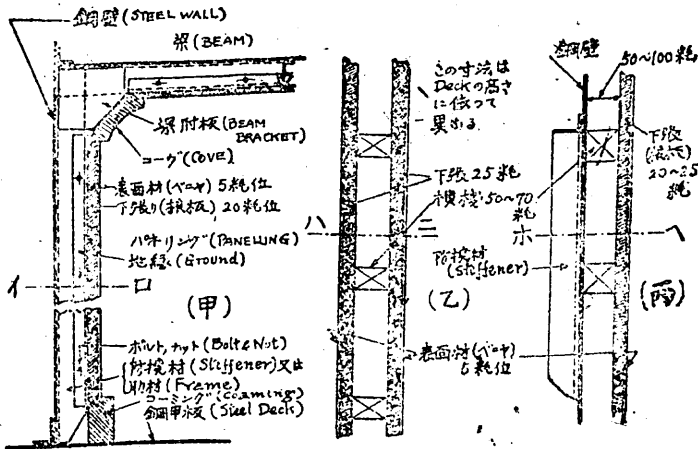 鋼壁(STEEL WALL)
梁(BEAM)
梁肘板(BEAM
BRACKET)
コーヴ(COVE)
表面材(ベニヤ) 5粍位
下張り(根板) 20粍位
パネリング(PANELLING)
地(Ground)
イ
ロ
(甲)
ボルト,ナット(Bolt & Nut)
防撓材(Stiffener)又は
肋材(Frame)
コーミング(Coaming)
鋼甲板(Steel Deck)
この寸法は
Deckの高さ
に依って
異なる
下張25粍
横棧50~70
粍
ハ
ニ
(乙)
表面材(ベニヤ)
5粍位
鋼壁
50~100粍
下張
20~25
粍
防撓材
(Stiffener)
ホ
ヘ
(丙)